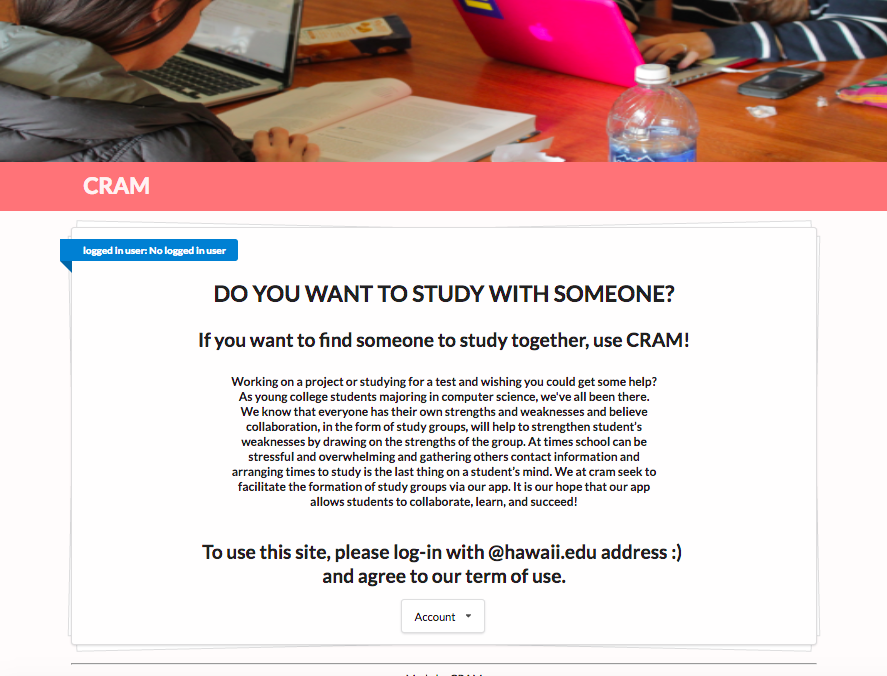 CRAM
logged in user: No logged in user
DO YOU WANT TO STUDY WITH SOMEONE?
If you want to find someone to study together, use CRAM!
Working on a project or studying for a test and wishing you could get some help?
As young college students majoring in computer science, we've all been there.
We know that everyone has their own strengths and weaknesses and believe
collaboration, in the form of study groups, will help to strengthen student's
weaknesses by drawing on the strengths of the group. At times school can be
stressful and overwhelming and gathering others contact information and
arranging times to study is the last thing on a student's mind. We at cram seek to
facilitate the formation of study groups via our app. It is our hope that our app
allows students to collaborate, learn, and succeed!
To use this site, please log-in with @hawaii.edu address :)
and agree to our term of use.
Account